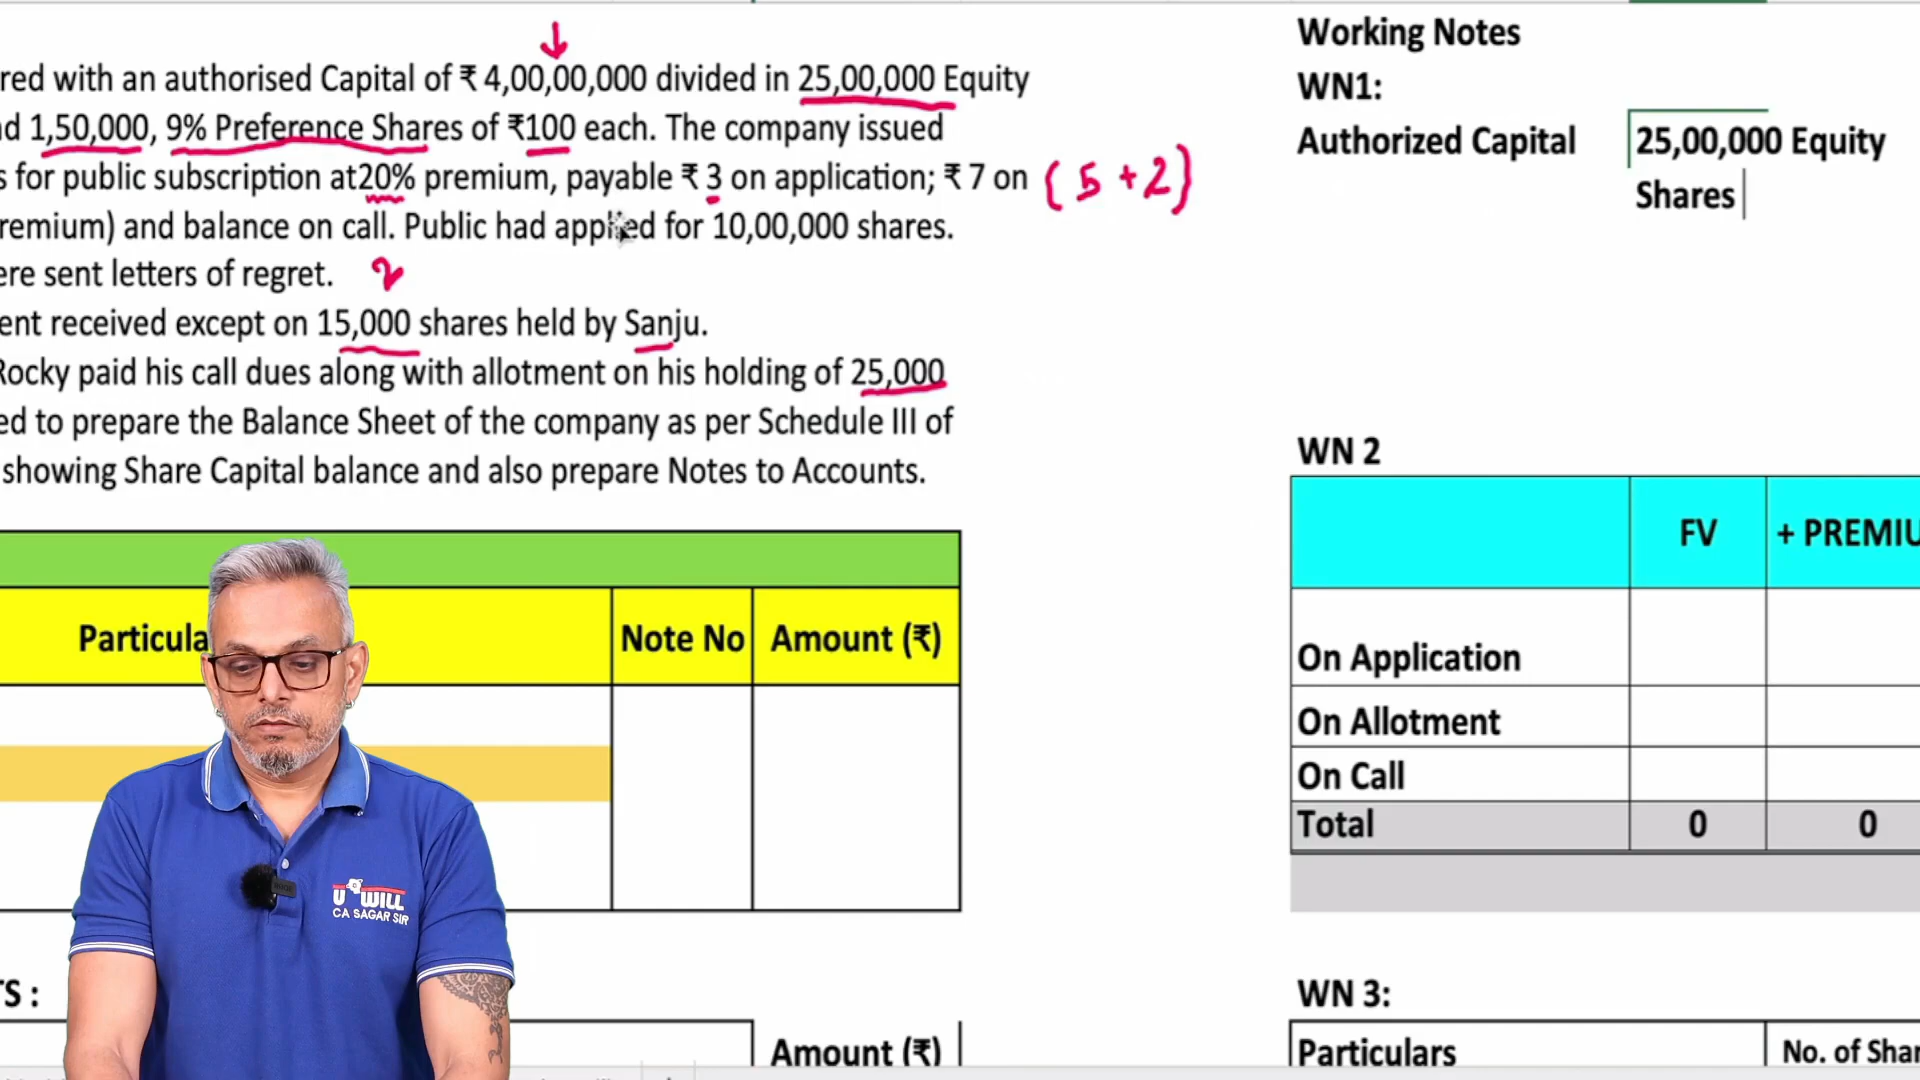 red with an authorised Capital of ₹ 4,00,00,000 divided in 25,00,000 Equity
d 1,50,000, 9% Preference Shares of ₹100 each. The company issued
s for public subscription at20% premium, payable ₹ 3 on application; ₹ 7 on (5+2)
remium) and balance on call. Public had applied for 10,00,000 shares.
ere sent letters of regret. 2
ent received except on 15,000 shares held by Sanju.
Rocky paid his call dues along with allotment on his holding of 25,000
ed to prepare the Balance Sheet of the company as per Schedule III of
showing Share Capital balance and also prepare Notes to Accounts.
Particula
Note No
Amount (₹)
TS :
Amount (₹)
U WILL
CA SAGAR SIR
Working Notes
WN1:
Authorized Capital
25,00,000 Equity
Shares
WN 2
FV
+ PREMIU
On Application
On Allotment
On Call
Total 0 0
WN 3:
Particulars
No. of Shar